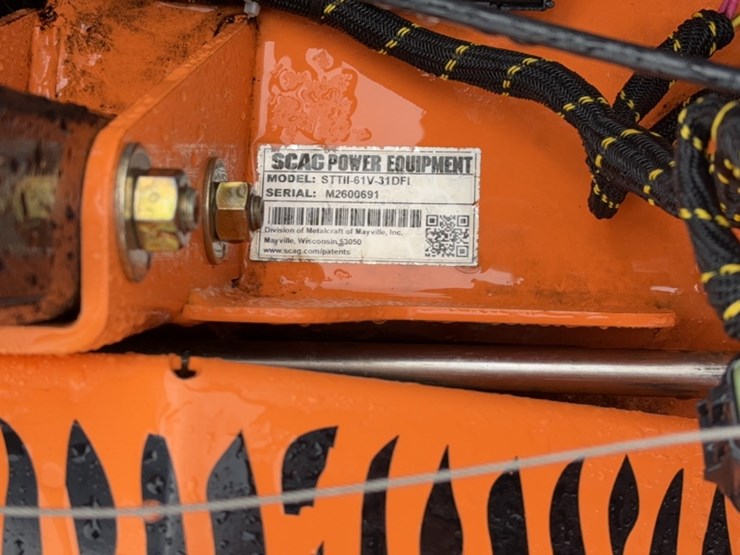 SCAG POWER EQUIPMENT
MODEL: STTII-61V-31DFI
SERIAL: M2600691
Division of Metalcraft of Mayville, Inc.
Mayville, Wisconsin 53050
www.scag.com/patents